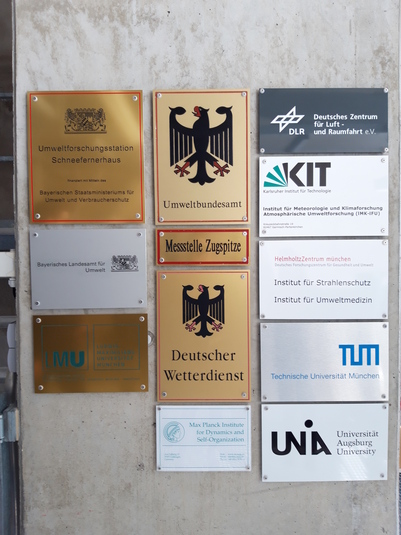 Umweltforschungsstation
Schneefernerhaus
Bayerischen Staatsministeriums für
Umwelt und Verbraucherschutz
Bayerisches Landesamt für
Umwelt
LMU
Umweltbundesamt
Messstelle Zugspitze
Deutscher
Wetterdienst
Max Planck Institute
for Dynamics and
Self-Organization
DLR
Deutsches Zentrum
für Luft -
und Raumfahrt e.V.
KIT
Karlsruher Institut für Technologie
Institut für Meteorologie und Klimaforschung
Atmosphärische Umweltforschung (IMK-IFU)
HelmholtzZentrum münchen
Institut für Strahlenschutz
Institut für Umweltmedizin
TUM
Technische Universität München
UNIA
Universität
Augsburg
University